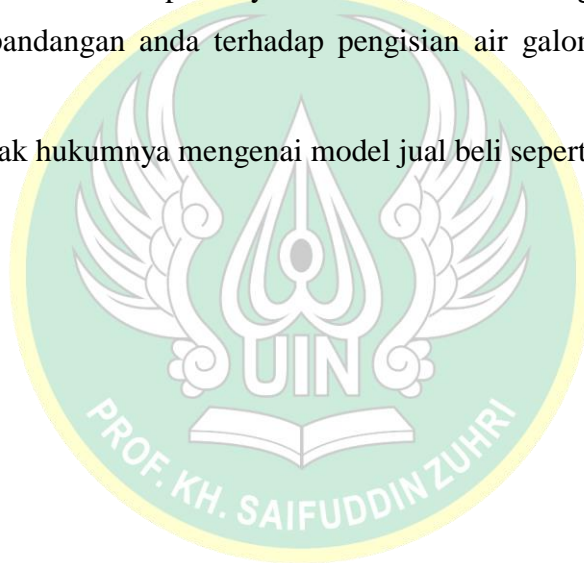 pandangan anda terhadap pengisian air galon
ak hukumnya mengenai model jual beli sepert
UIN
PROF. KH. SAIFUDDIN ZUHRI